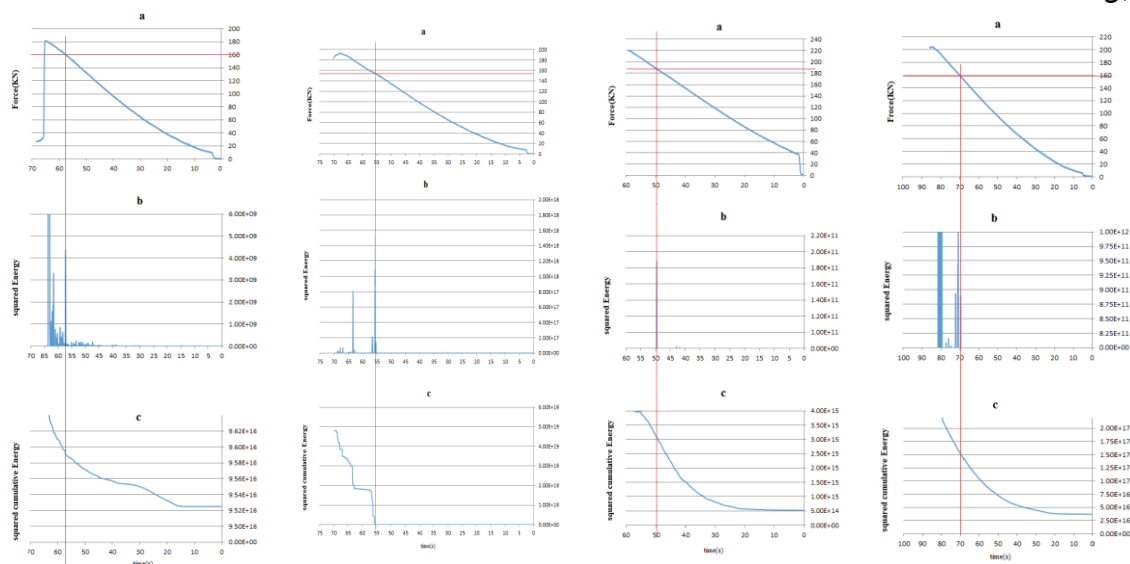 g,
a
Force(KN)
200
180
160
140
120
100
80
60
40
20
0
70 60 50 40 30 20 10 0
b
squared Energy
6.00E+09
5.00E+09
4.00E+09
3.00E+09
2.00E+09
1.00E+09
0.00E+00
70 65 60 55 50 45 40 35 30 25 20 15 10 5 0
c
squared cumulative Energy
9.62E+16
9.60E+16
9.58E+16
9.56E+16
9.54E+16
9.52E+16
9.50E+16
0.00E+00
70 60 50 40 30 20 10 0
time(s)
a
Force(KN)
200
180
160
140
120
100
80
60
40
20
0
75 70 65 60 55 50 45 40 35 30 25 20 15 10 5 0
b
squared Energy
2.00E+18
1.80E+18
1.60E+18
1.40E+18
1.20E+18
1.00E+18
8.00E+17
6.00E+17
4.00E+17
2.00E+17
0.00E+00
75 70 65 60 55 50 45 40 35 30 25 20 15 10 5 0
c
squared cumulative Energy
6.00E+19
5.00E+19
4.00E+19
3.00E+19
2.00E+19
1.00E+19
0.00E+00
75 70 65 60 55 50 45 40 35 30 25 20 15 10 5 0
time(s)
a
Force(KN)
240
220
200
180
160
140
120
100
80
60
40
20
0
60 50 40 30 20 10 0
b
squared Energy
2.20E+11
2.00E+11
1.80E+11
1.60E+11
1.40E+11
1.20E+11
1.00E+11
0.00E+00
60 55 50 45 40 35 30 25 20 15 10 5 0
c
squared cumulative Energy
4.00E+15
3.50E+15
3.00E+15
2.50E+15
2.00E+15
1.50E+15
1.00E+15
5.00E+14
0.00E+00
60 50 40 30 20 10 0
time(s)
a
Froce(KN)
220
200
180
160
140
120
100
80
60
40
20
0
100 90 80 70 60 50 40 30 20 10 0
b
squared Energy
1.00E+12
9.75E+11
9.50E+11
9.25E+11
9.00E+11
8.75E+11
8.50E+11
8.25E+11
0.00E+00
100 90 80 70 60 50 40 30 20 10 0
c
squared cumulative Energy
2.00E+17
1.75E+17
1.50E+17
1.25E+17
1.00E+17
7.50E+16
5.00E+16
2.50E+16
0.00E+00
100 90 80 70 60 50 40 30 20 10 0
time(s)